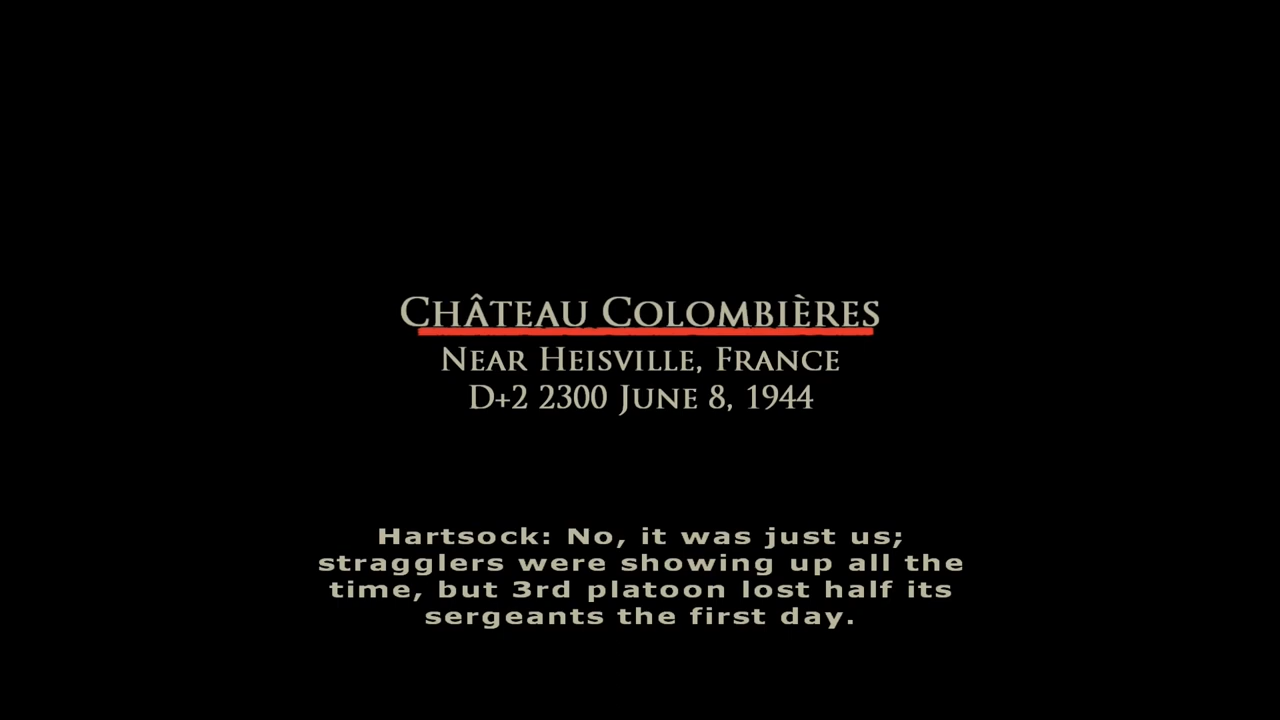 Château Colombières
Near Heisville, France
D+2 2300 June 8, 1944
Hartsock: No, it was just us;
stragglers were showing up all the
time, but 3rd platoon lost half its
sergeants the first day.